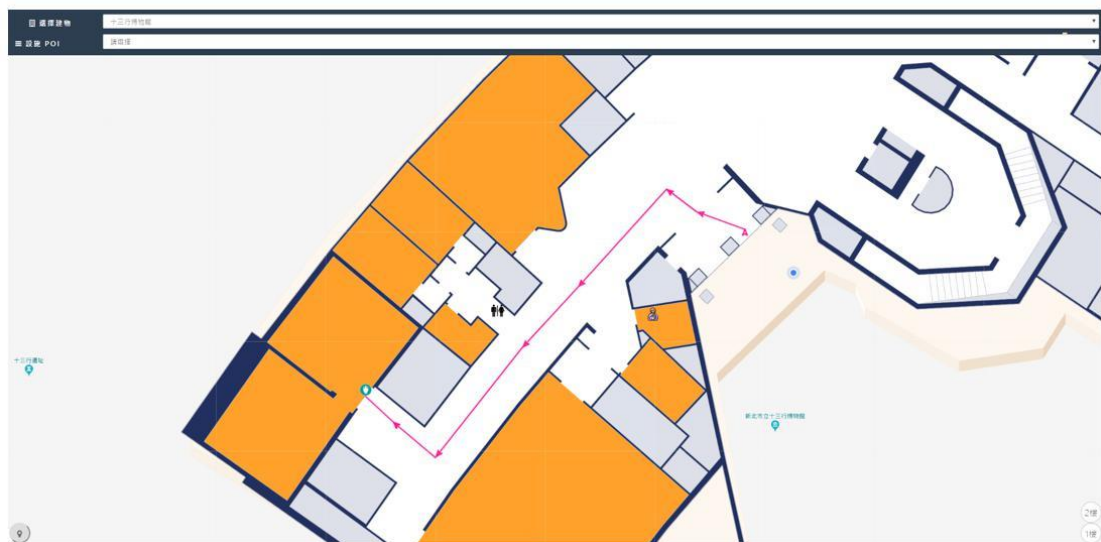 選擇建物
十三行博物館
設施 POI
請選擇
十三行遺址
新北市立十三行博物館
2樓
1樓